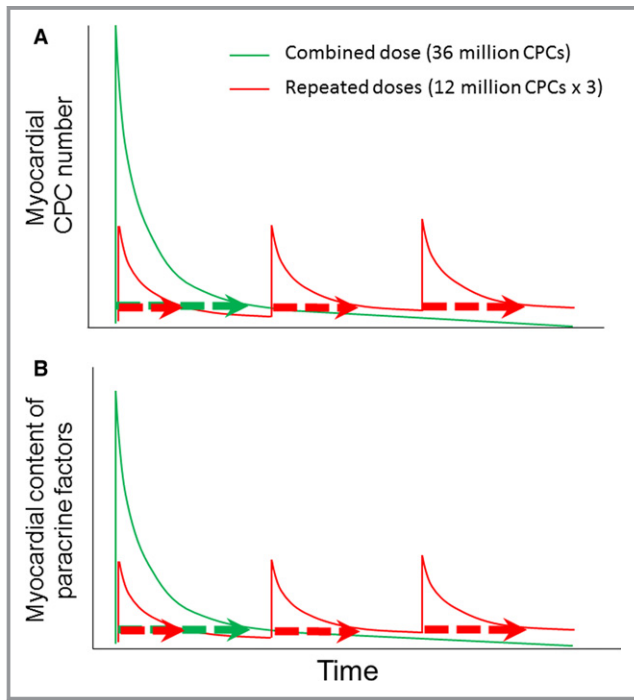 A
Combined dose (36 million CPCs)
Repeated doses (12 million CPCs x 3)
Myocardial
CPC number
B
Myocardial content of
paracrine factors
Time